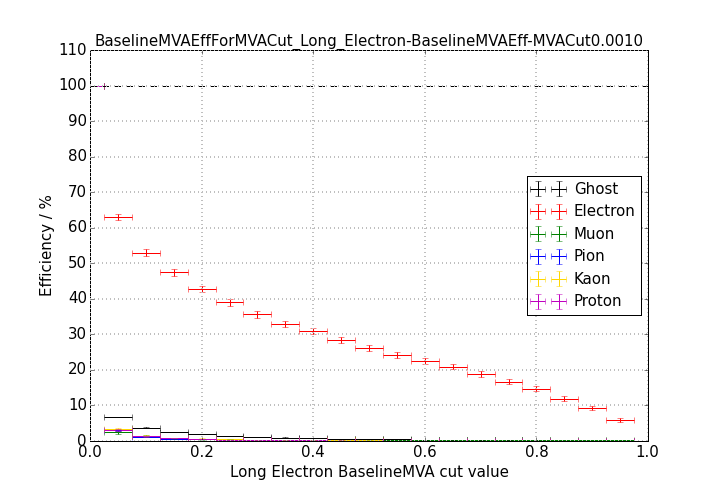 BaselineMVAEffForMVACut_Long_Electron-BaselineMVAEff-MVACut0.0010
110
100
90
80
70
60
50
40
30
20
10
0
Efficiency / %
Ghost
Electron
Muon
Pion
Kaon
Proton
0.0 0.2 0.4 0.6 0.8 1.0
Long Electron BaselineMVA cut value